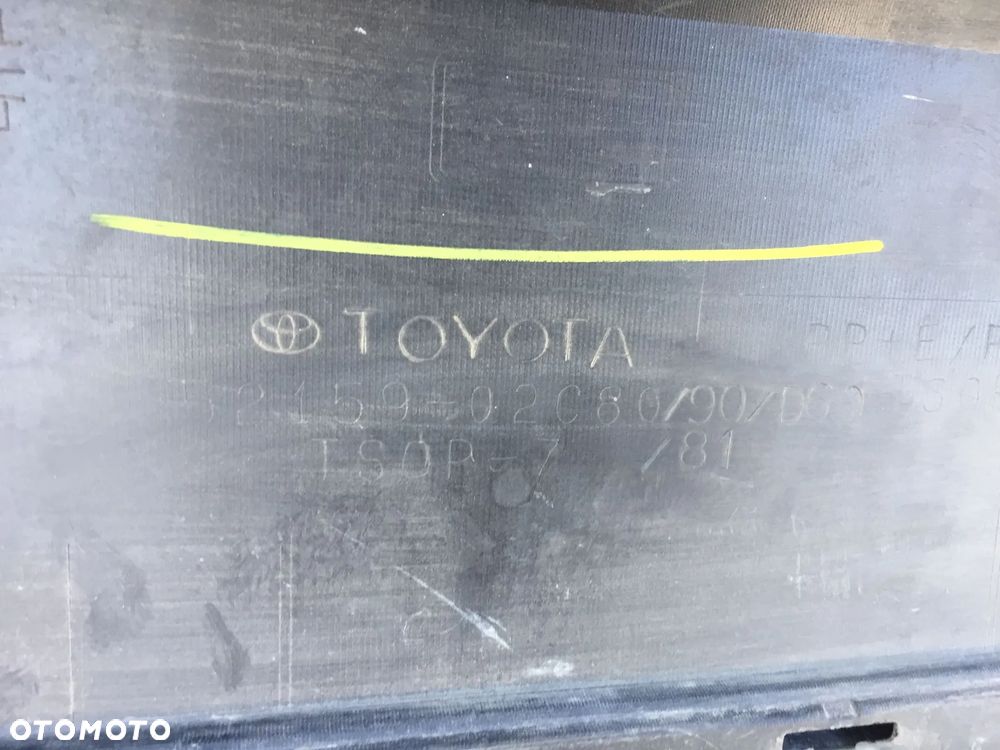 TOYOTA
52159-02C80/90/D
TSOP-7 /81
OTOMOTO